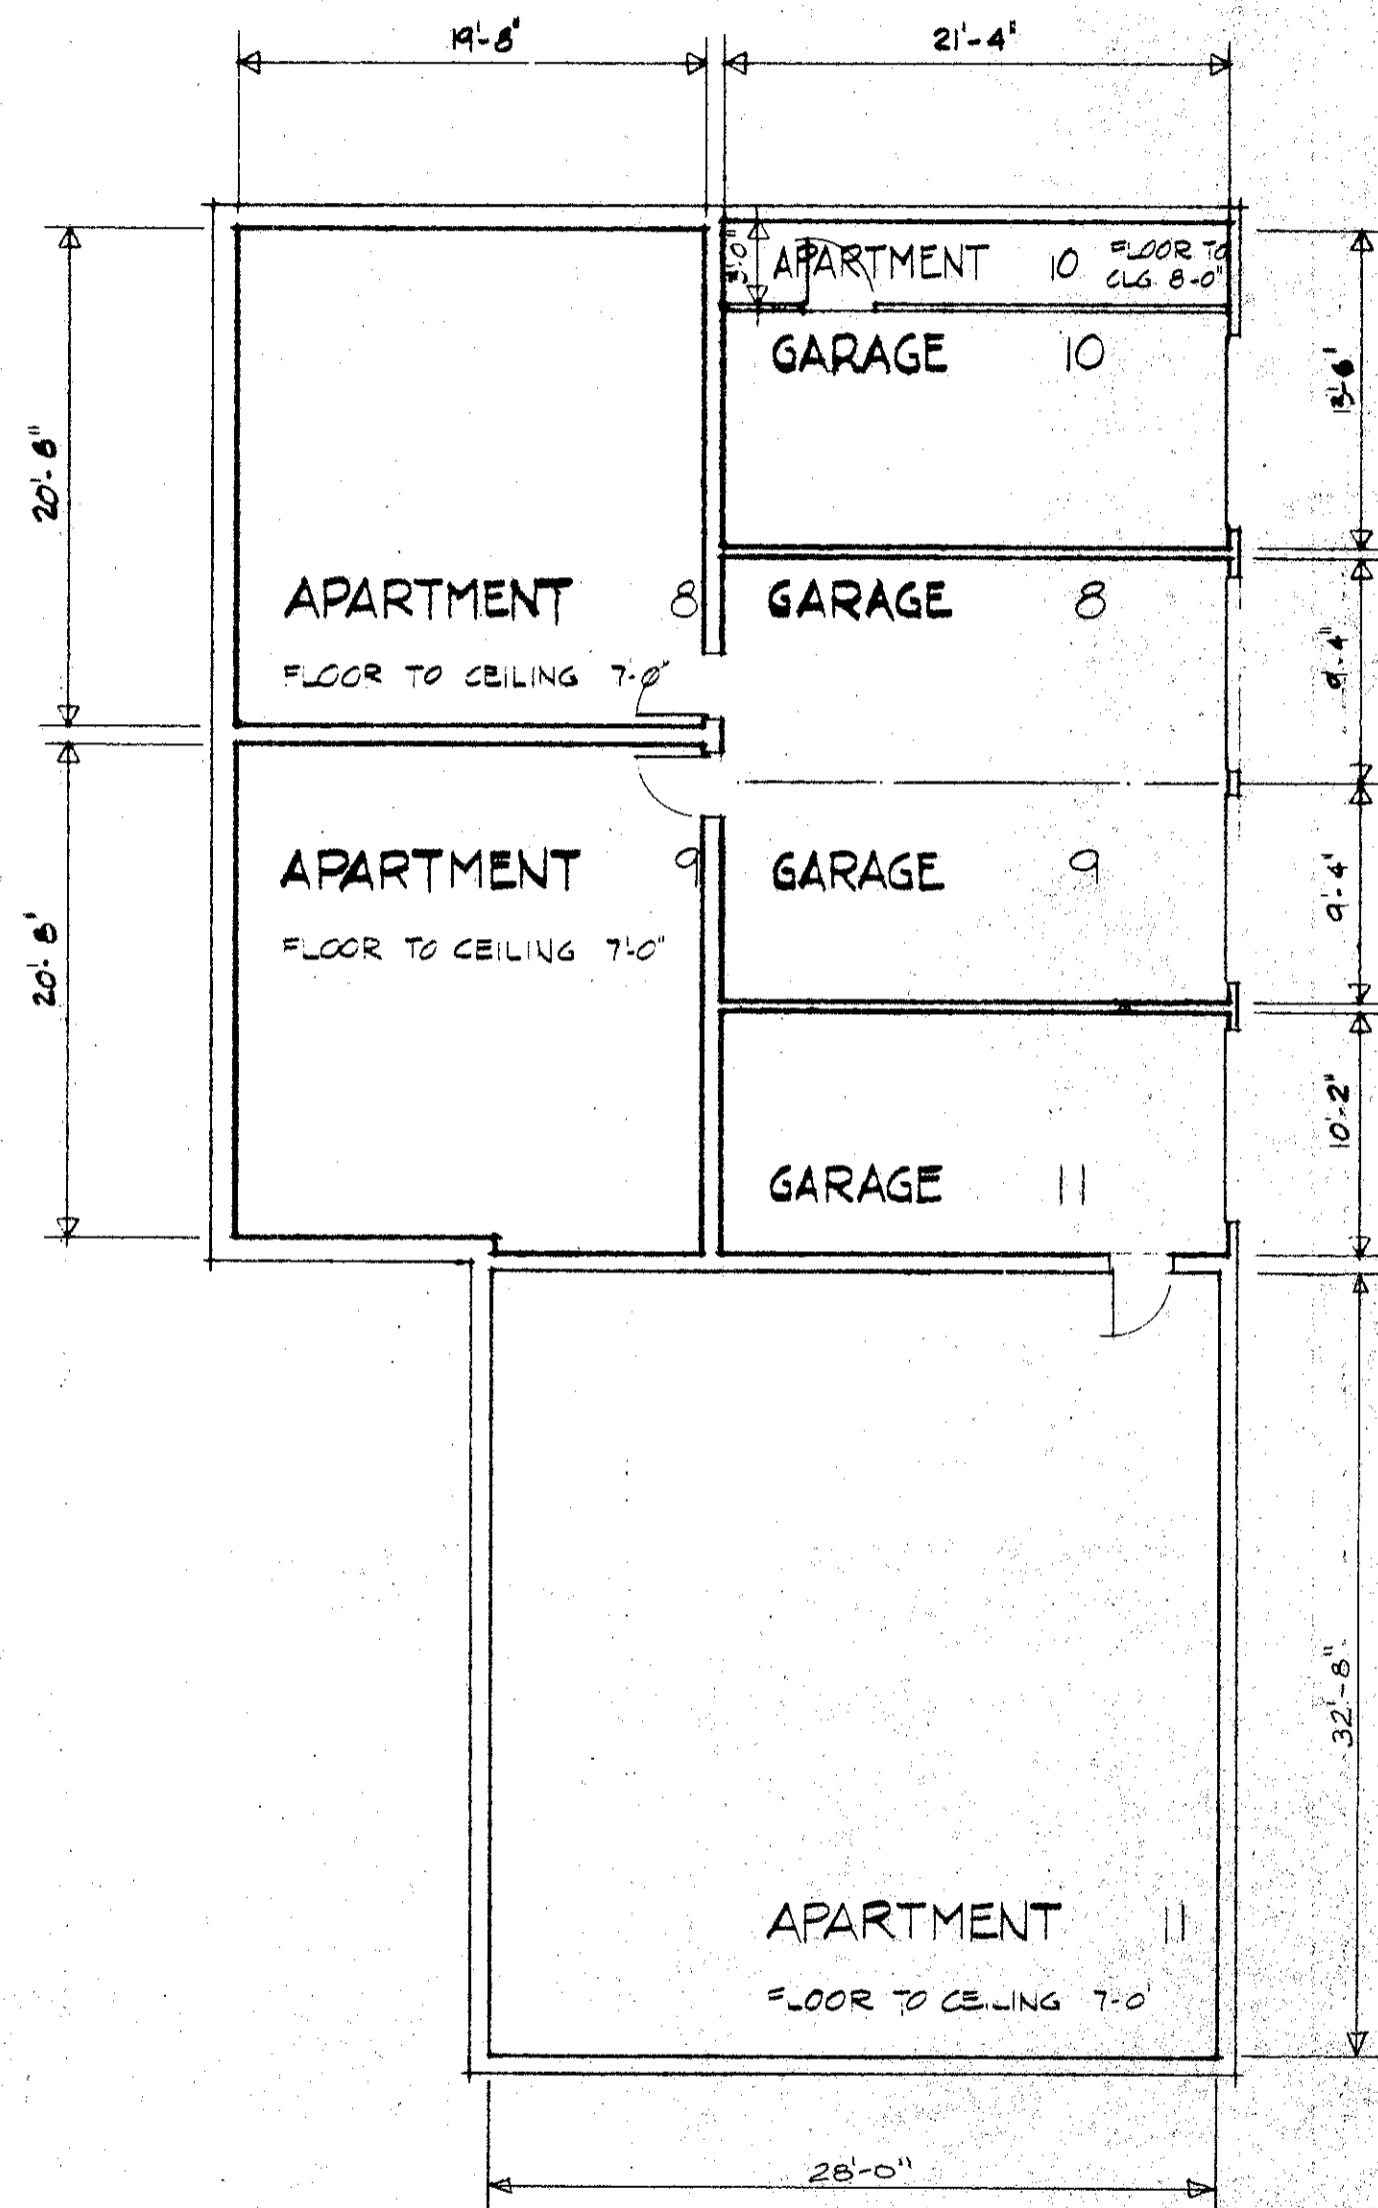 19'-8"
21'-4"
3'-0"
APARTMENT 10
FLOOR TO
CLG. 8'-0"
GARAGE 10
13'-6'
20'-8"
APARTMENT 8
FLOOR TO CEILING 7'-0"
GARAGE 8
9'-4"
APARTMENT 9
FLOOR TO CEILING 7'-0"
GARAGE 9
9'-4'
20'-8'
10'-2"
GARAGE 11
32'-8"
APARTMENT 11
FLOOR TO CEILING 7-0'
28'-0"